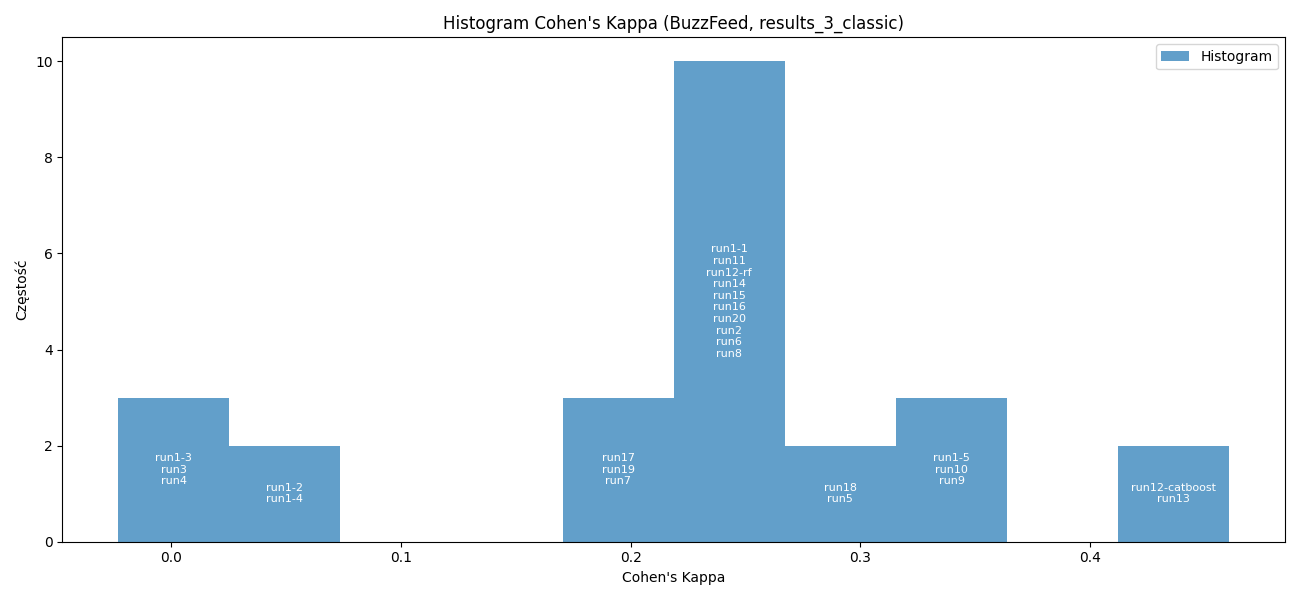 Histogram Cohen's Kappa (BuzzFeed, results_3_classic)
Histogram
Częstość
10
8
6
4
2
0
run1-3
run3
run4
run1-2
run1-4
run17
run19
run7
run1-1
run11
run12-rf
run14
run15
run16
run20
run2
run6
run8
run18
run5
run1-5
run10
run9
run12-catboost
run13
0.0
0.1
0.2
0.3
0.4
Cohen's Kappa